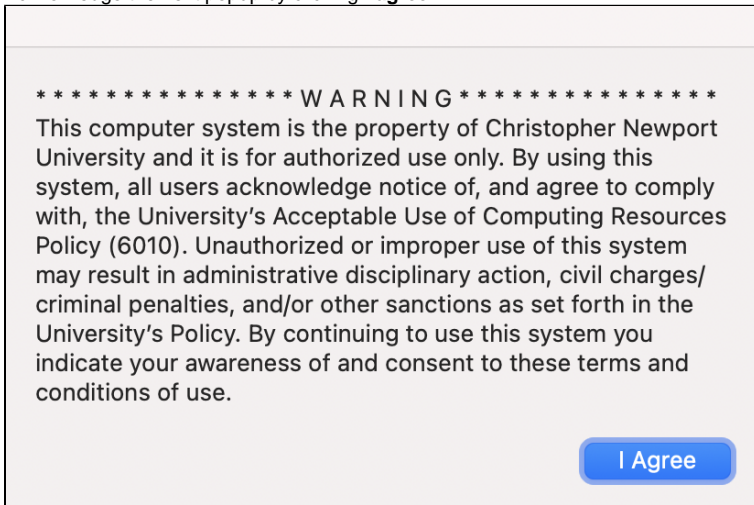 * * * * * * * * * * * * * * * W A R N I N G * * * * * * * * * * * * * * *
This computer system is the property of Christopher Newport
University and it is for authorized use only. By using this
system, all users acknowledge notice of, and agree to comply
with, the University’s Acceptable Use of Computing Resources
Policy (6010). Unauthorized or improper use of this system
may result in administrative disciplinary action, civil charges/
criminal penalties, and/or other sanctions as set forth in the
University’s Policy. By continuing to use this system you
indicate your awareness of and consent to these terms and
conditions of use.
I Agree